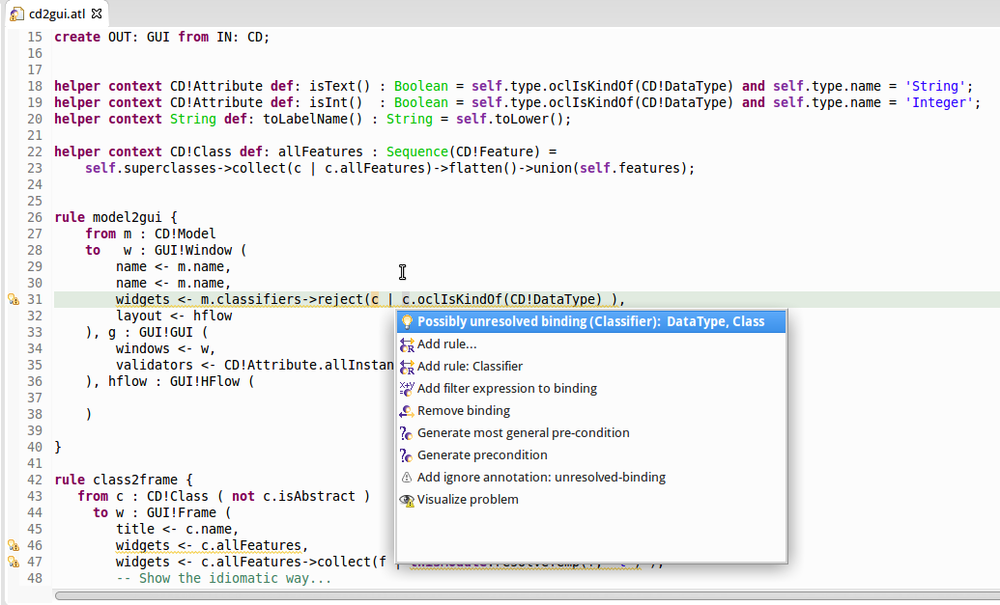 cd2gui.atl
15 create OUT: GUI from IN: CD;
16
17
18 helper context CD!Attribute def: isText() : Boolean = self.type.oclIsKindOf(CD!DataType) and self.type.name = 'String';
19 helper context CD!Attribute def: isInt()  : Boolean = self.type.oclIsKindOf(CD!DataType) and self.type.name = 'Integer';
20 helper context String def: toLabelName() : String = self.toLower();
21
22 helper context CD!Class def: allFeatures : Sequence(CD!Feature) =
23     self.superclasses->collect(c | c.allFeatures)->flatten()->union(self.features);
24
25
26 rule model2gui {
27     from m : CD!Model
28     to   w : GUI!Window (
29         name <- m.name,
30         name <- m.name,
31         widgets <- m.classifiers->reject(c | c.oclIsKindOf(CD!DataType) ),
32         layout <- hflow
33     ), g : GUI!GUI (
34         windows <- w,
35         validators <- CD!Attribute.allInstan
36     ), hflow : GUI!HFlow (
37
38     )
39
40 }
41
42 rule class2frame {
43    from c : CD!Class ( not c.isAbstract )
44      to w : GUI!Frame (
45         title <- c.name,
46         widgets <- c.allFeatures,
47         widgets <- c.allFeatures->collect(f |
48         -- Show the idiomatic way...
Possibly unresolved binding (Classifier):  DataType, Class
Add rule...
Add rule: Classifier
Add filter expression to binding
Remove binding
Generate most general pre-condition
Generate precondition
Add ignore annotation: unresolved-binding
Visualize problem